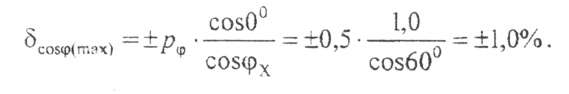 δcosφ(max) = ±pφ · cos0⁰/cosφX = ±0,5 · 1,0/cos60⁰ = ±1,0%.